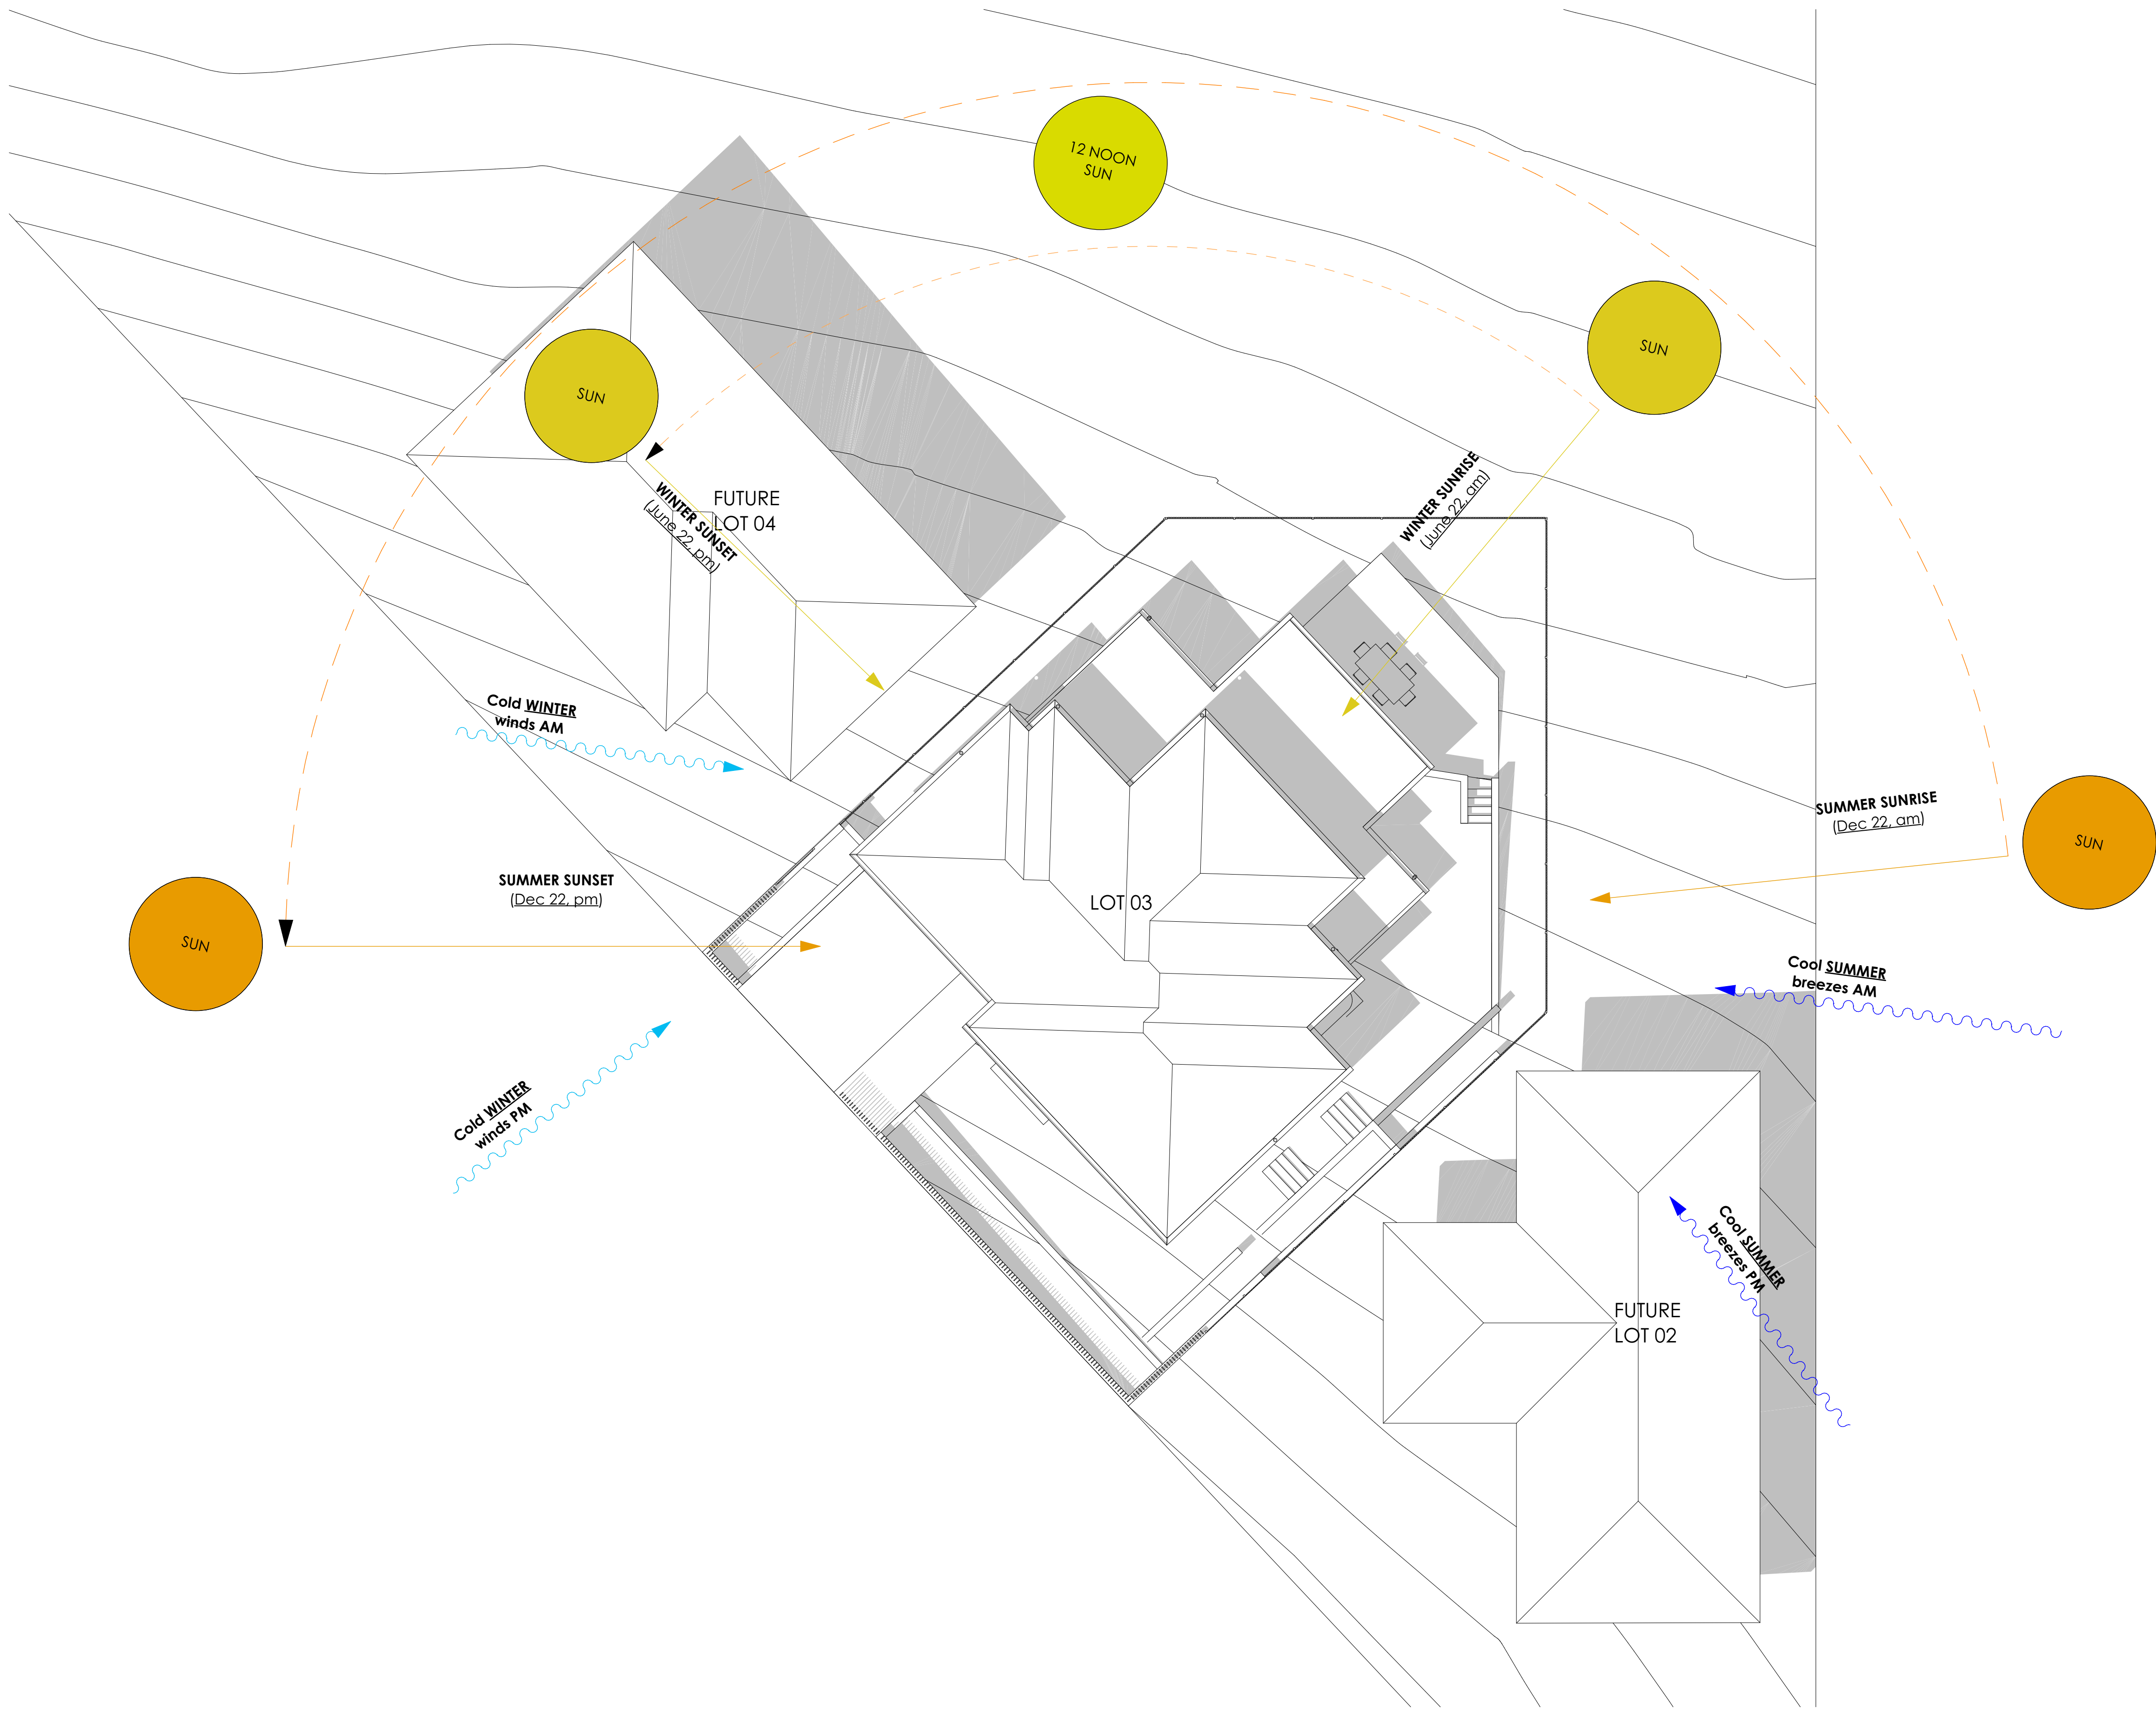 12 NOON
SUN
SUN
SUN
WINTER SUNRISE
(June 22, am)
WINTER SUNSET
(June 22, pm)
FUTURE
LOT 04
Cold WINTER
winds AM
SUMMER SUNRISE
(Dec 22, am)
SUN
SUMMER SUNSET
(Dec 22, pm)
LOT 03
SUN
Cool SUMMER
breezes AM
Cold WINTER
winds PM
Cool SUMMER
breezes PM
FUTURE
LOT 02